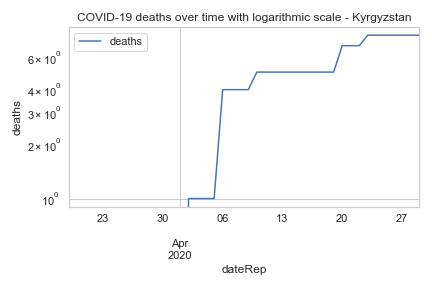 COVID-19 deaths over time with logarithmic scale - Kyrgyzstan
deaths
6 × 10⁰
4 × 10⁰
3 × 10⁰
2 × 10⁰
10⁰
deaths
23 30 06 13 20 27
Apr
2020
dateRep